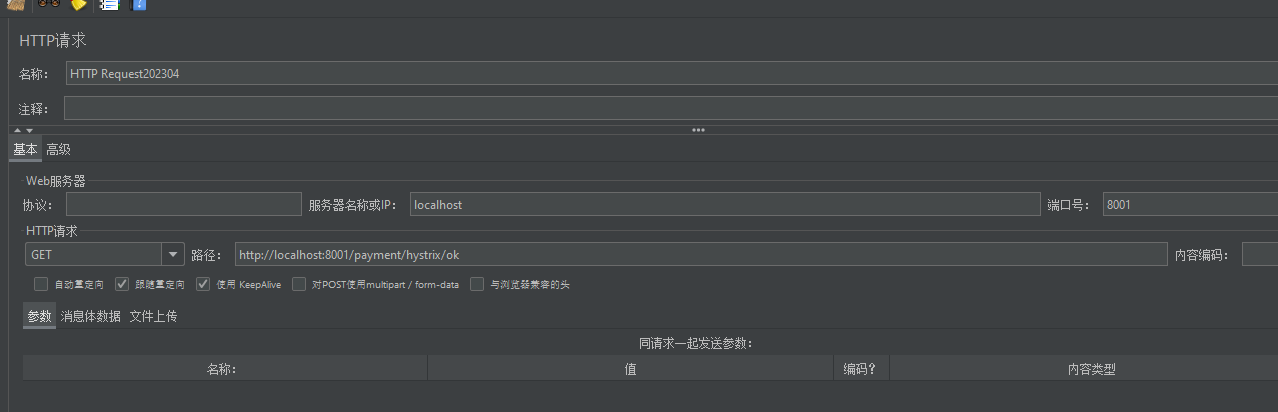 HTTP请求
名称： HTTP Request202304
注释：
基本 高级
Web服务器
协议： 服务器名称或IP： localhost 端口号： 8001
HTTP请求
GET 路径： http://localhost:8001/payment/hystrix/ok 内容编码：
自动重定向 跟随重定向 使用 KeepAlive 对POST使用multipart / form-data 与浏览器兼容的头
参数 消息体数据 文件上传
同请求一起发送参数：
名称： 值 编码？ 内容类型